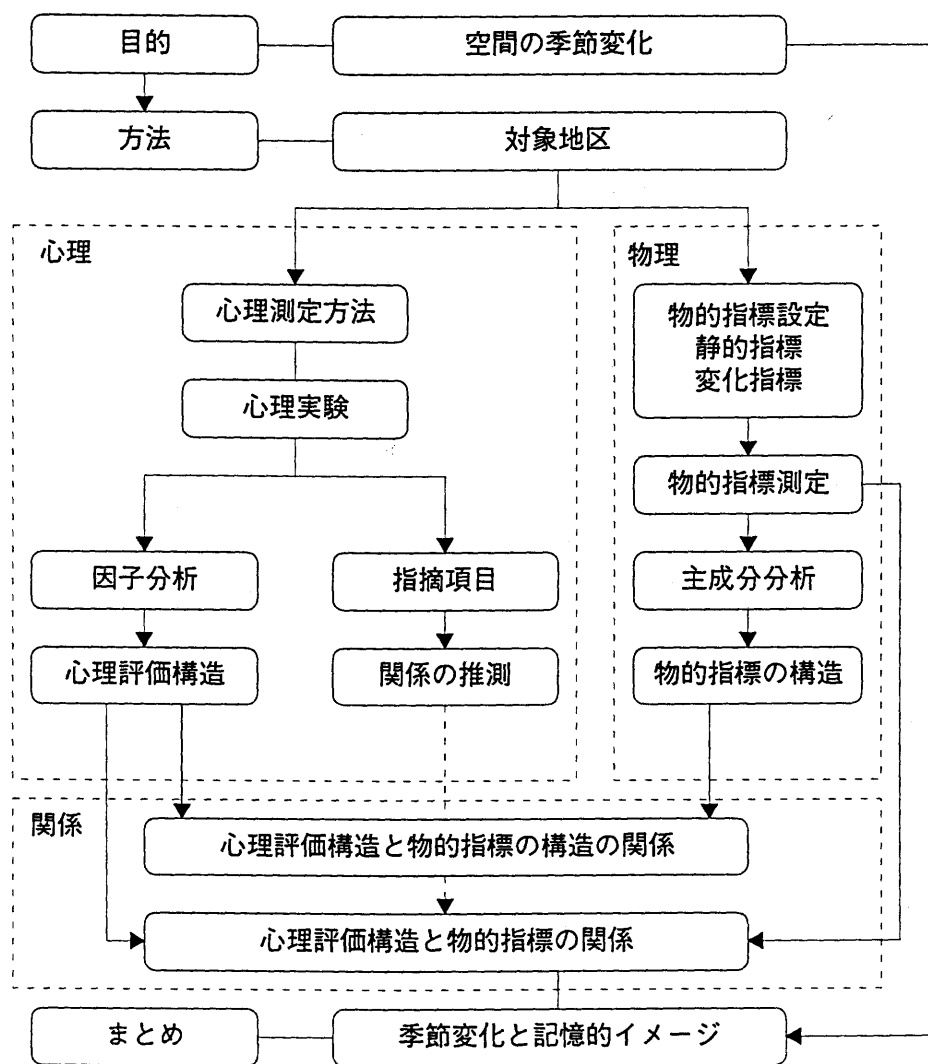 目的
空間の季節変化
方法
対象地区
心理
心理測定方法
心理実験
因子分析
指摘項目
心理評価構造
関係の推測
物理
物的指標設定
静的指標
変化指標
物的指標測定
主成分分析
物的指標の構造
関係
心理評価構造と物的指標の構造の関係
心理評価構造と物的指標の関係
まとめ
季節変化と記憶的イメージ